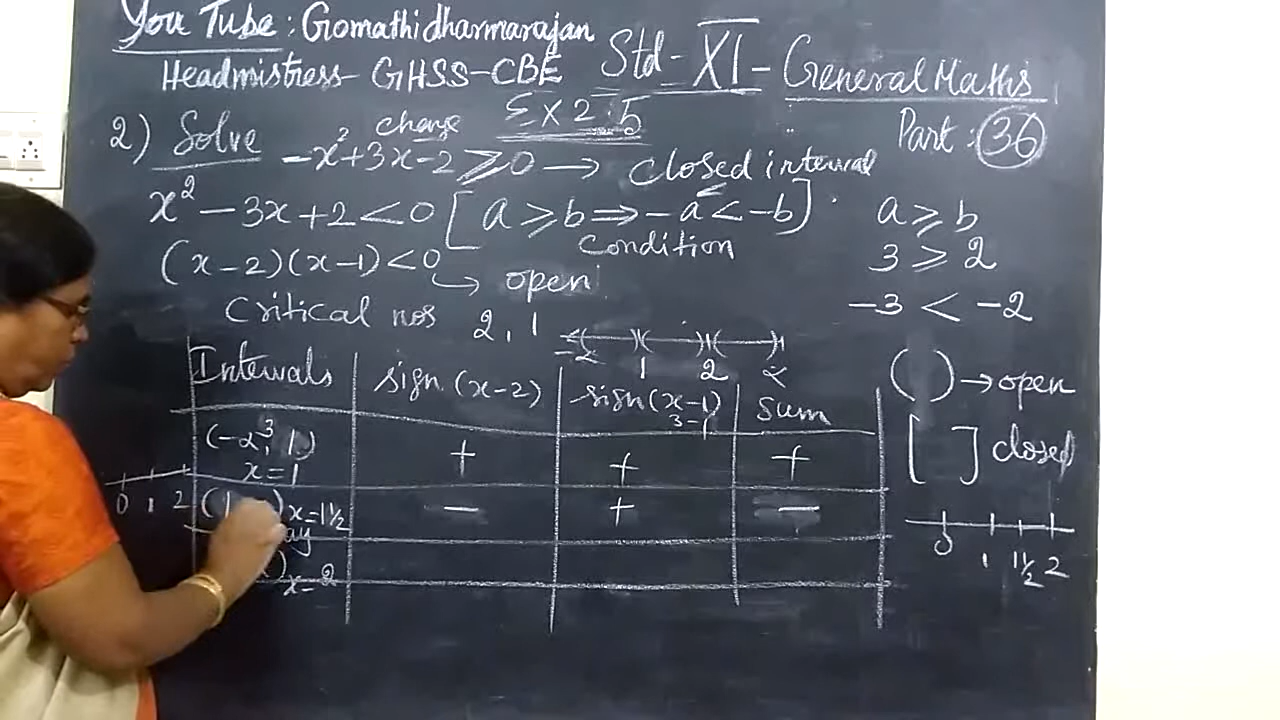 You Tube : Gomathidharmarajan
Headmistress - GHSS-CBE
Std - XI - General Maths
Ex 2.5
Part : 36
2) Solve -x²+3x-2 ⩾ 0 → closed interval
change
x² - 3x + 2 < 0 [a ⩾ b ⇒ -a < -b]
condition
a ⩾ b
3 ⩾ 2
-3 < -2
(x-2)(x-1) < 0
↳ open
Critical nos 2, 1
-∞ 1 2 ∞
Intervals sign (x-2) sign (x-1) sum
3-1
(-∞, 1) + + +
3
x=1
(1 ) x=1½ - + -
) x=2
0 1 2
( ) → open
[ ] closed
0 1 1½ 2